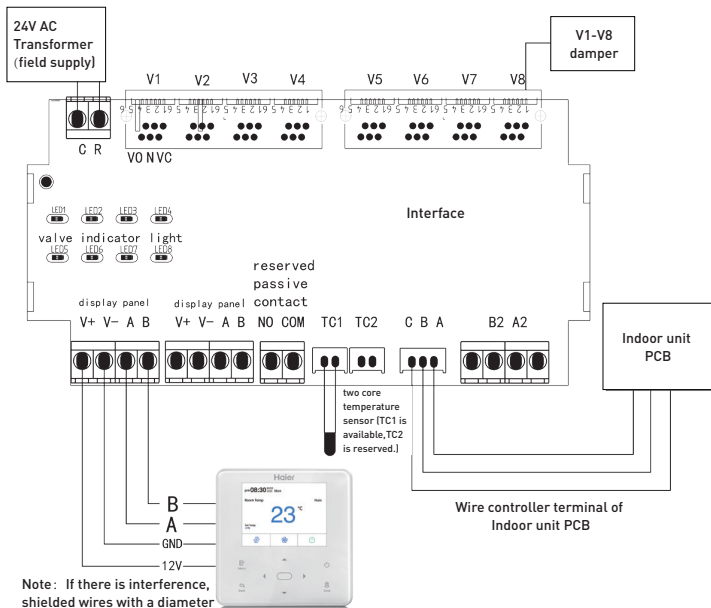 24V AC
Transformer
(field supply)
V1-V8
damper
V1 V2 V3 V4 V5 V6 V7 V8
C R
VO N VC
LED1 LED2 LED3 LED4
valve indicator light
LED5 LED6 LED7 LED8
Interface
reserved
passive
contact
display panel display panel
V+ V- A B V+ V- A B NO COM TC1 TC2 C B A B2 A2
Indoor unit
PCB
two core
temperature
sensor (TC1 is
available,TC2
is reserved.)
Wire controller terminal of
Indoor unit PCB
Haier
08:30
Room Temp
23 °C
B
A
GND
12V
Note: If there is interference,
shielded wires with a diameter